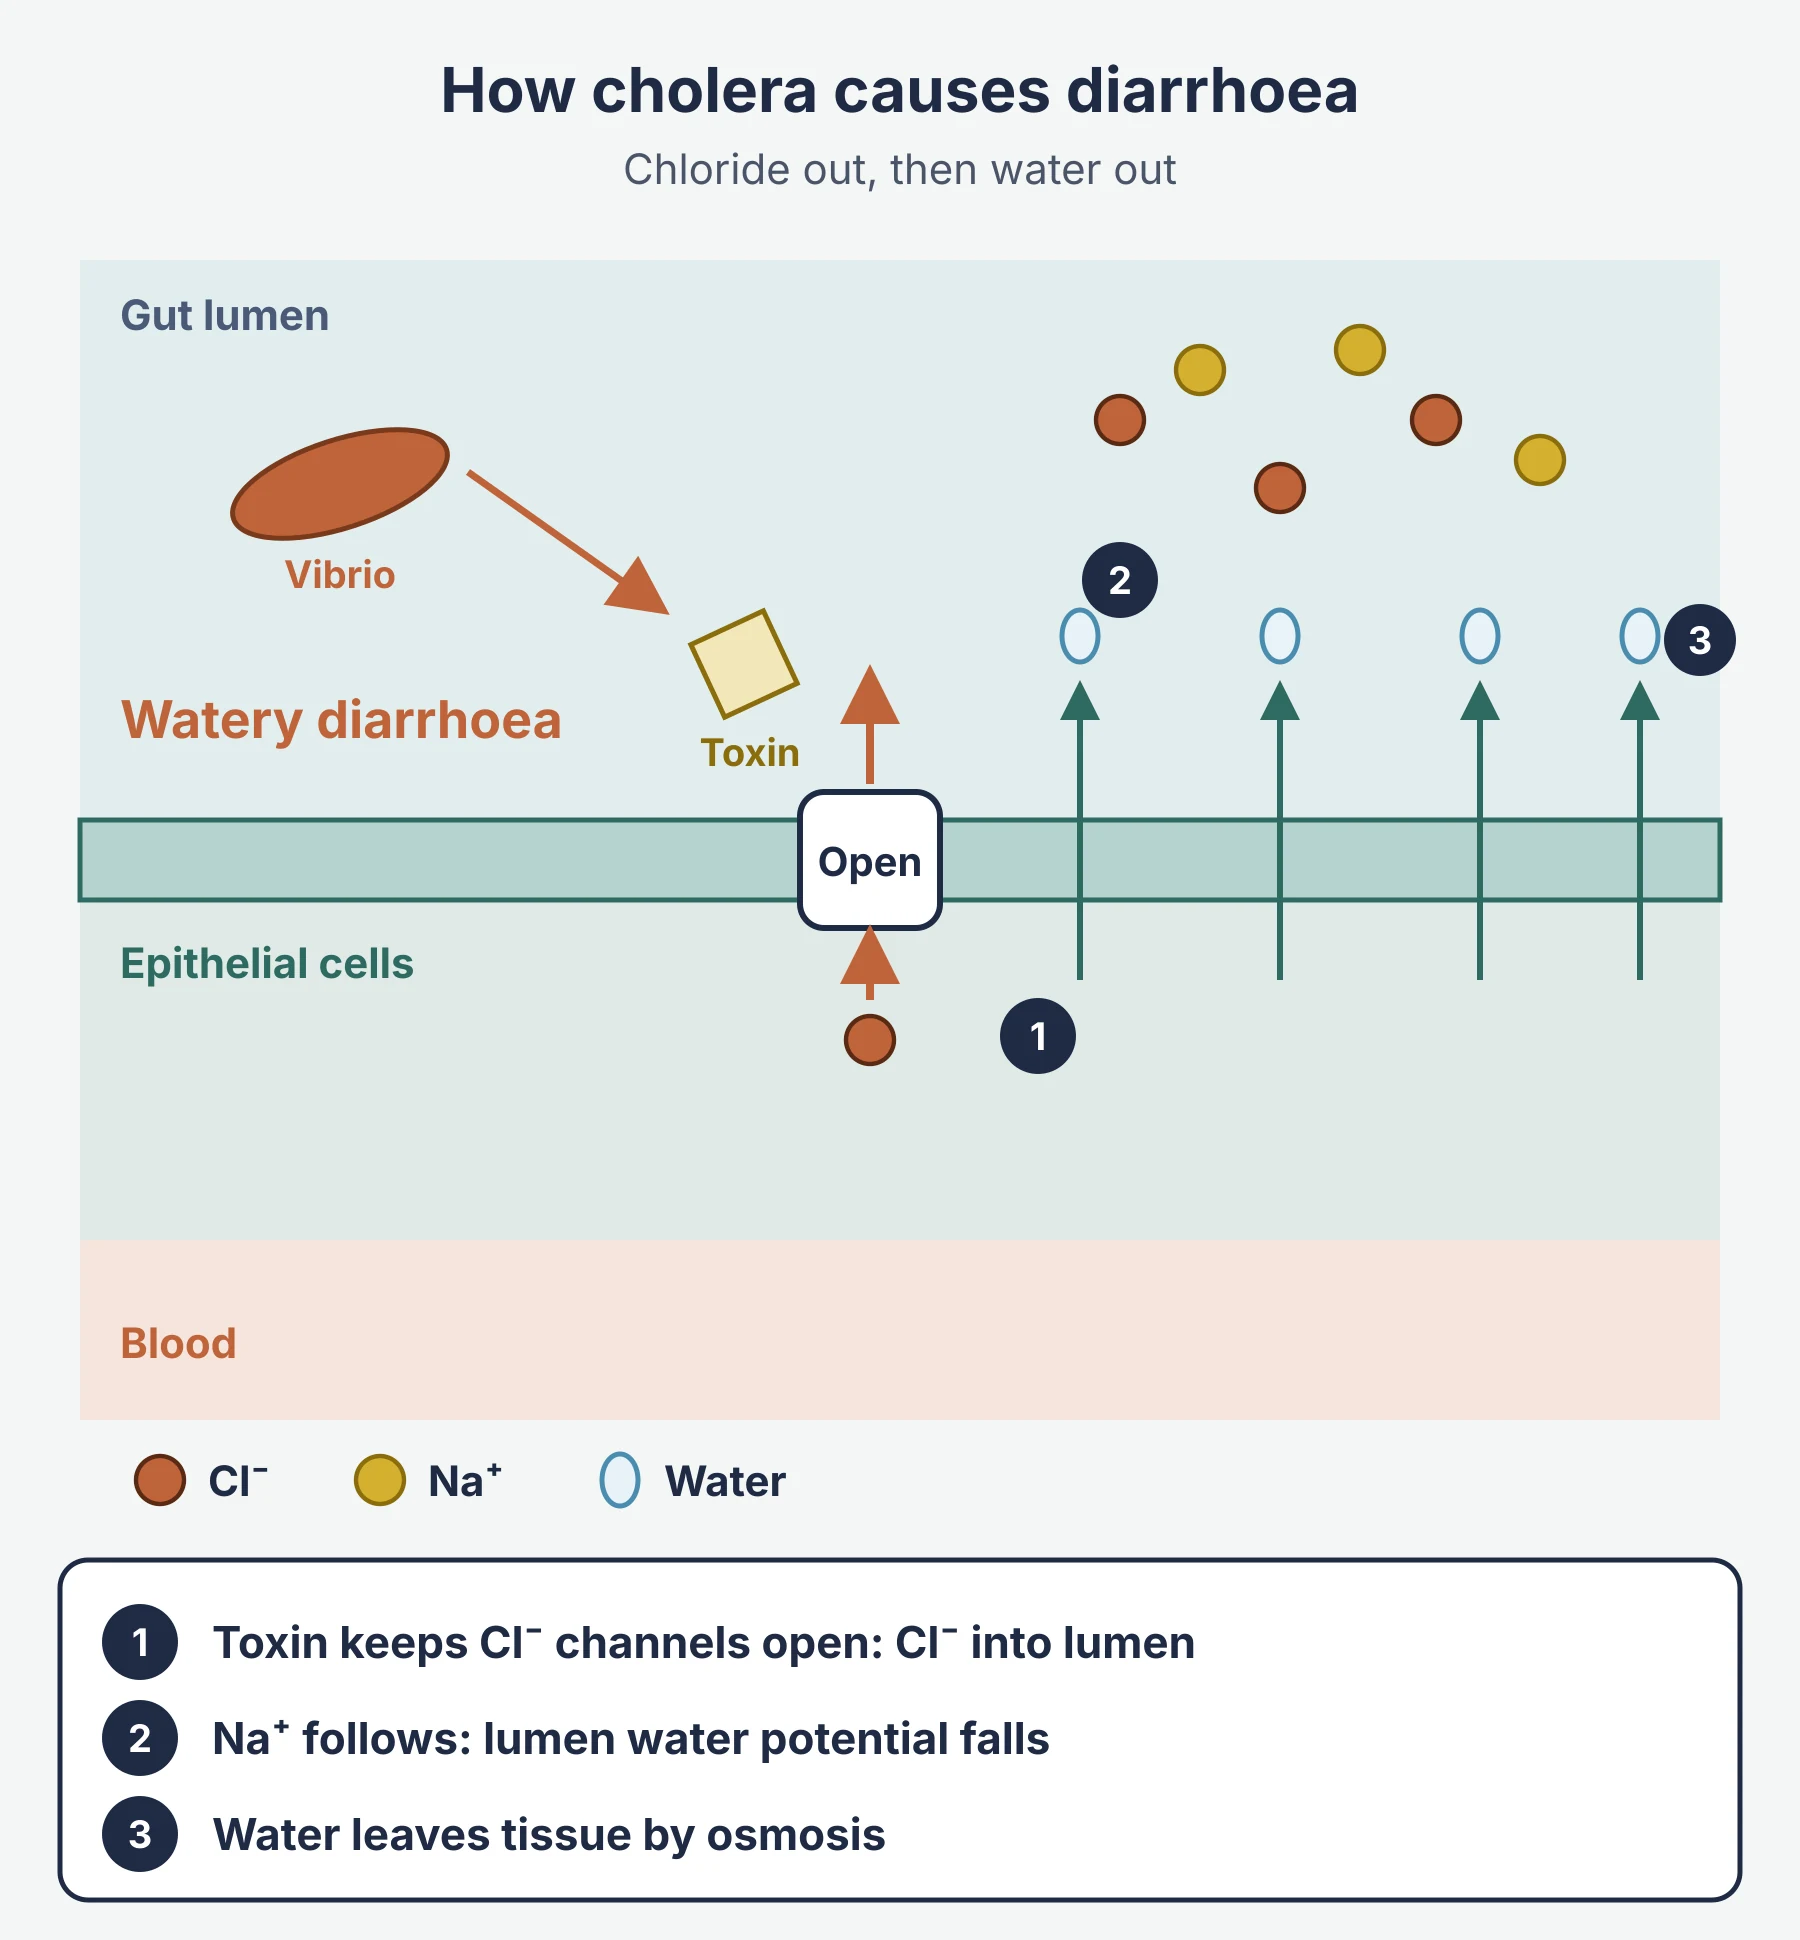 How cholera causes diarrhoea
Chloride out, then water out
Gut lumen
Vibrio
2
3
Watery diarrhoea
Toxin
Open
Epithelial cells
1
Blood
Cl⁻ Na⁺ Water
1 Toxin keeps Cl⁻ channels open: Cl⁻ into lumen
2 Na⁺ follows: lumen water potential falls
3 Water leaves tissue by osmosis